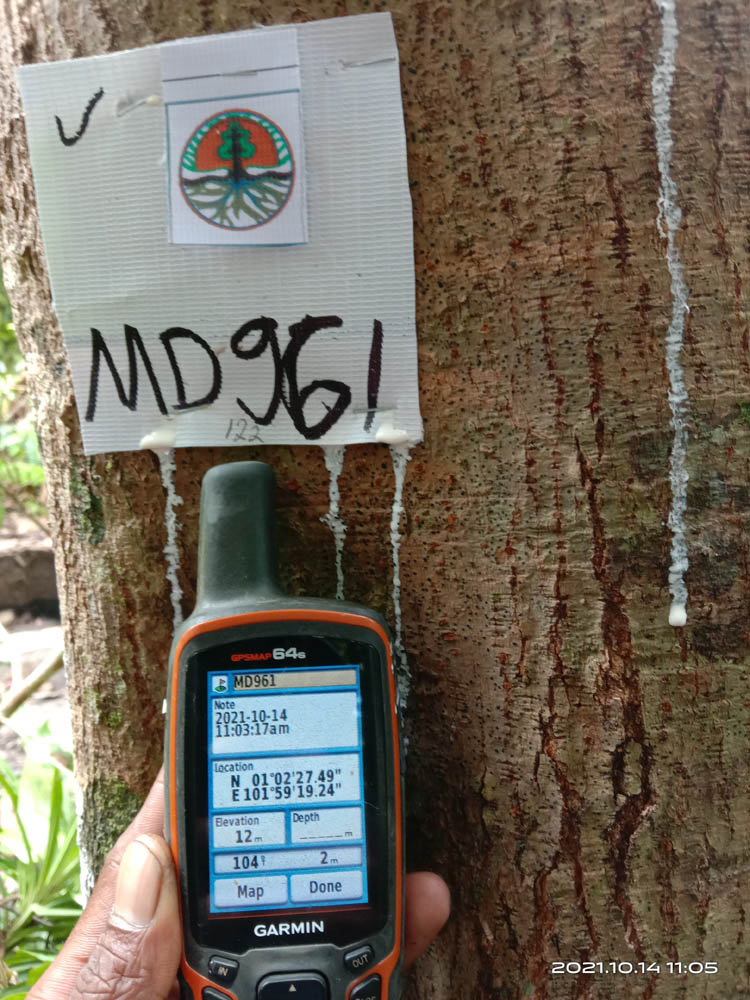 MD961
122
GPSMAP 64s
MD961
Note
2021-10-14
11:03:17am
Location
N 01°02'27.49"
E 101°59'19.24"
Elevation
12m
Depth
_____m
104°
2m
Map
Done
GARMIN
IN
OUT
2021.10.14 11:05